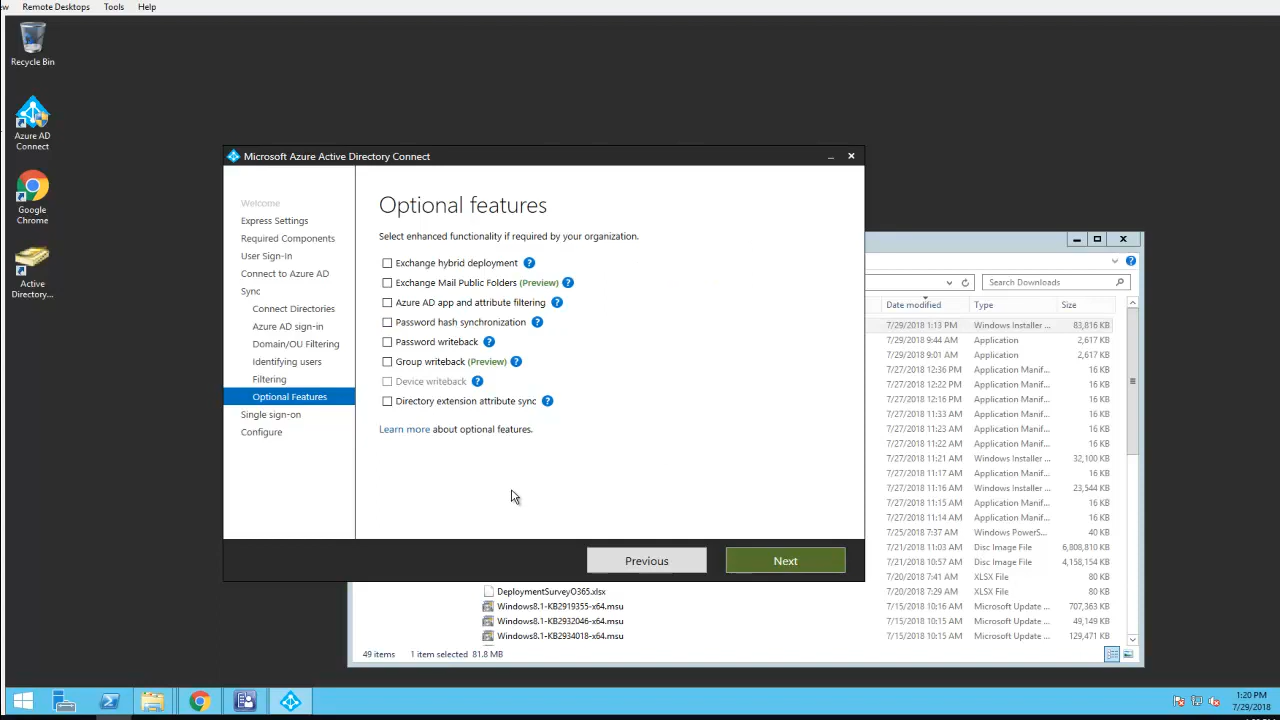 ew Remote Desktops Tools Help
Recycle Bin
Azure AD
Connect
Google
Chrome
Active
Directory...
Microsoft Azure Active Directory Connect
Welcome
Express Settings
Required Components
User Sign-In
Connect to Azure AD
Sync
Connect Directories
Azure AD sign-in
Domain/OU Filtering
Identifying users
Filtering
Optional Features
Single sign-on
Configure
Optional features
Select enhanced functionality if required by your organization.
Exchange hybrid deployment ?
Exchange Mail Public Folders (Preview) ?
Azure AD app and attribute filtering ?
Password hash synchronization ?
Password writeback ?
Group writeback (Preview) ?
Device writeback ?
Directory extension attribute sync ?
Learn more about optional features.
Previous
Next
Search Downloads
Date modified Type Size
7/29/2018 1:13 PM Windows Installer ... 83,816 KB
7/29/2018 9:44 AM Application 2,617 KB
7/29/2018 9:01 AM Application 2,617 KB
7/27/2018 12:36 PM Application Manif... 16 KB
7/27/2018 12:22 PM Application Manif... 16 KB
7/27/2018 12:16 PM Application Manif... 16 KB
7/27/2018 11:33 AM Application Manif... 16 KB
7/27/2018 11:23 AM Application Manif... 16 KB
7/27/2018 11:22 AM Application Manif... 16 KB
7/27/2018 11:21 AM Windows Installer ... 32,100 KB
7/27/2018 11:17 AM Application Manif... 16 KB
7/27/2018 11:16 AM Windows Installer ... 23,544 KB
7/27/2018 11:15 AM Application Manif... 16 KB
7/27/2018 11:14 AM Application Manif... 16 KB
7/25/2018 7:37 AM Windows PowerS... 40 KB
7/21/2018 11:03 AM Disc Image File 6,808,810 KB
7/21/2018 10:57 AM Disc Image File 4,158,154 KB
7/20/2018 7:41 AM XLSX File 80 KB
DeploymentSurveyO365.xlsx 7/20/2018 7:29 AM XLSX File 80 KB
Windows8.1-KB2919355-x64.msu 7/15/2018 10:16 AM Microsoft Update ... 707,363 KB
Windows8.1-KB2932046-x64.msu 7/15/2018 10:15 AM Microsoft Update ... 49,149 KB
Windows8.1-KB2934018-x64.msu 7/15/2018 10:15 AM Microsoft Update ... 129,471 KB
49 items 1 item selected 81.8 MB
1:20 PM
7/29/2018